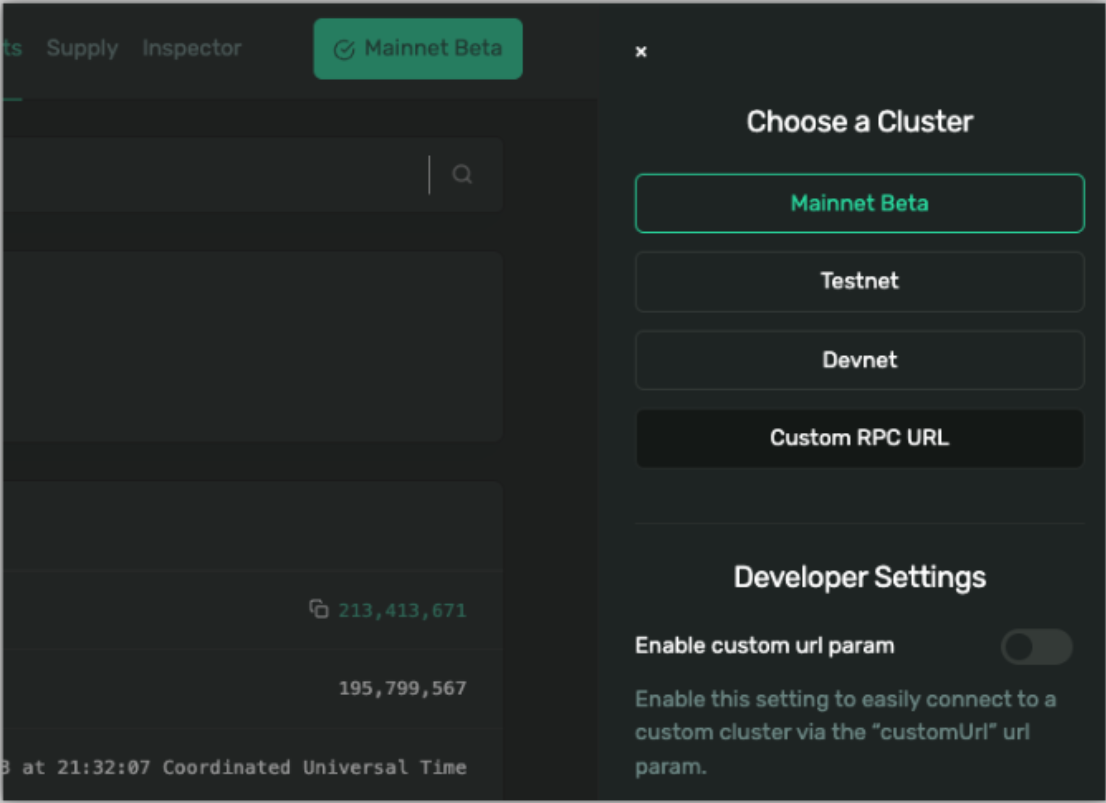 ts Supply Inspector Mainnet Beta
213,413,671
195,799,567
at 21:32:07 Coordinated Universal Time
×
Choose a Cluster
Mainnet Beta
Testnet
Devnet
Custom RPC URL
Developer Settings
Enable custom url param
Enable this setting to easily connect to a
custom cluster via the “customUrl” url
param.